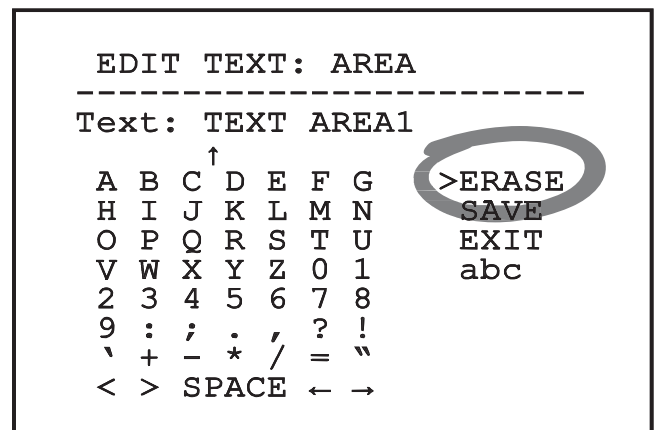 EDIT TEXT: AREA
------------------------
Text: TEXT AREA1
↑
A B C D E F G >ERASE
H I J K L M N SAVE
O P Q R S T U EXIT
V W X Y Z 0 1 abc
2 3 4 5 6 7 8
9 : ; . , ? !
‵ + – * / = ‶
< > SPACE ← →